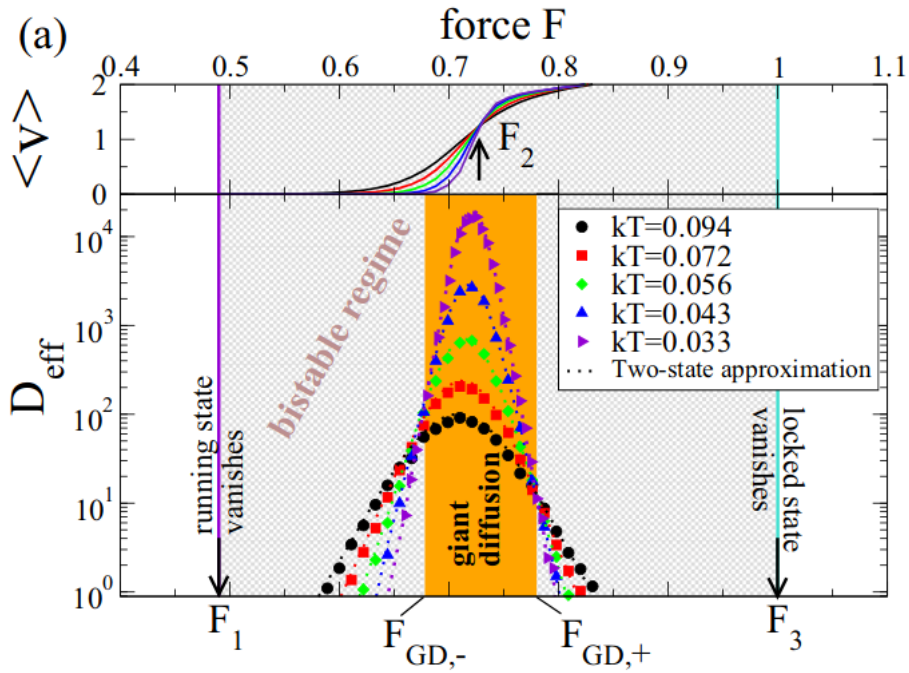 (a)
force F
0.4 0.5 0.6 0.7 0.8 0.9 1 1.1
<v>
2
1
0
F2
D_eff
10^4
10^3
10^2
10^1
10^0
bistable regime
kT=0.094
kT=0.072
kT=0.056
kT=0.043
kT=0.033
Two-state approximation
running state
vanishes
giant
diffusion
locked state
vanishes
F1
F_GD,-
F_GD,+
F3